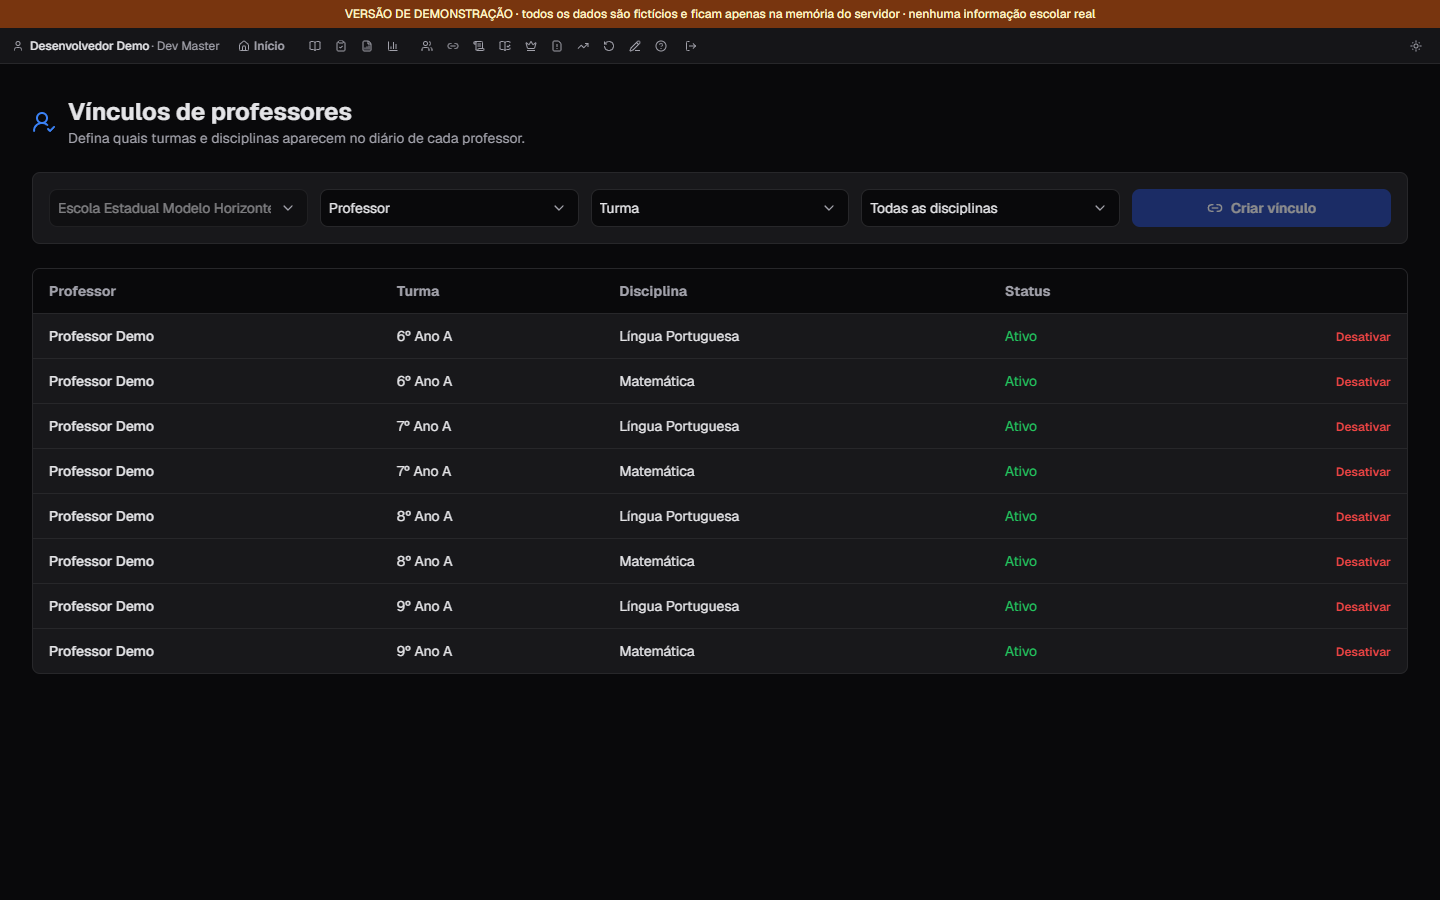 VERSÃO DE DEMONSTRAÇÃO · todos os dados são fictícios e ficam apenas na memória do servidor · nenhuma informação escolar real
Desenvolvedor Demo · Dev Master Início
Vínculos de professores
Defina quais turmas e disciplinas aparecem no diário de cada professor.
Escola Estadual Modelo Horizonte Professor Turma Todas as disciplinas Criar vínculo
Professor Turma Disciplina Status
Professor Demo 6º Ano A Língua Portuguesa Ativo Desativar
Professor Demo 6º Ano A Matemática Ativo Desativar
Professor Demo 7º Ano A Língua Portuguesa Ativo Desativar
Professor Demo 7º Ano A Matemática Ativo Desativar
Professor Demo 8º Ano A Língua Portuguesa Ativo Desativar
Professor Demo 8º Ano A Matemática Ativo Desativar
Professor Demo 9º Ano A Língua Portuguesa Ativo Desativar
Professor Demo 9º Ano A Matemática Ativo Desativar